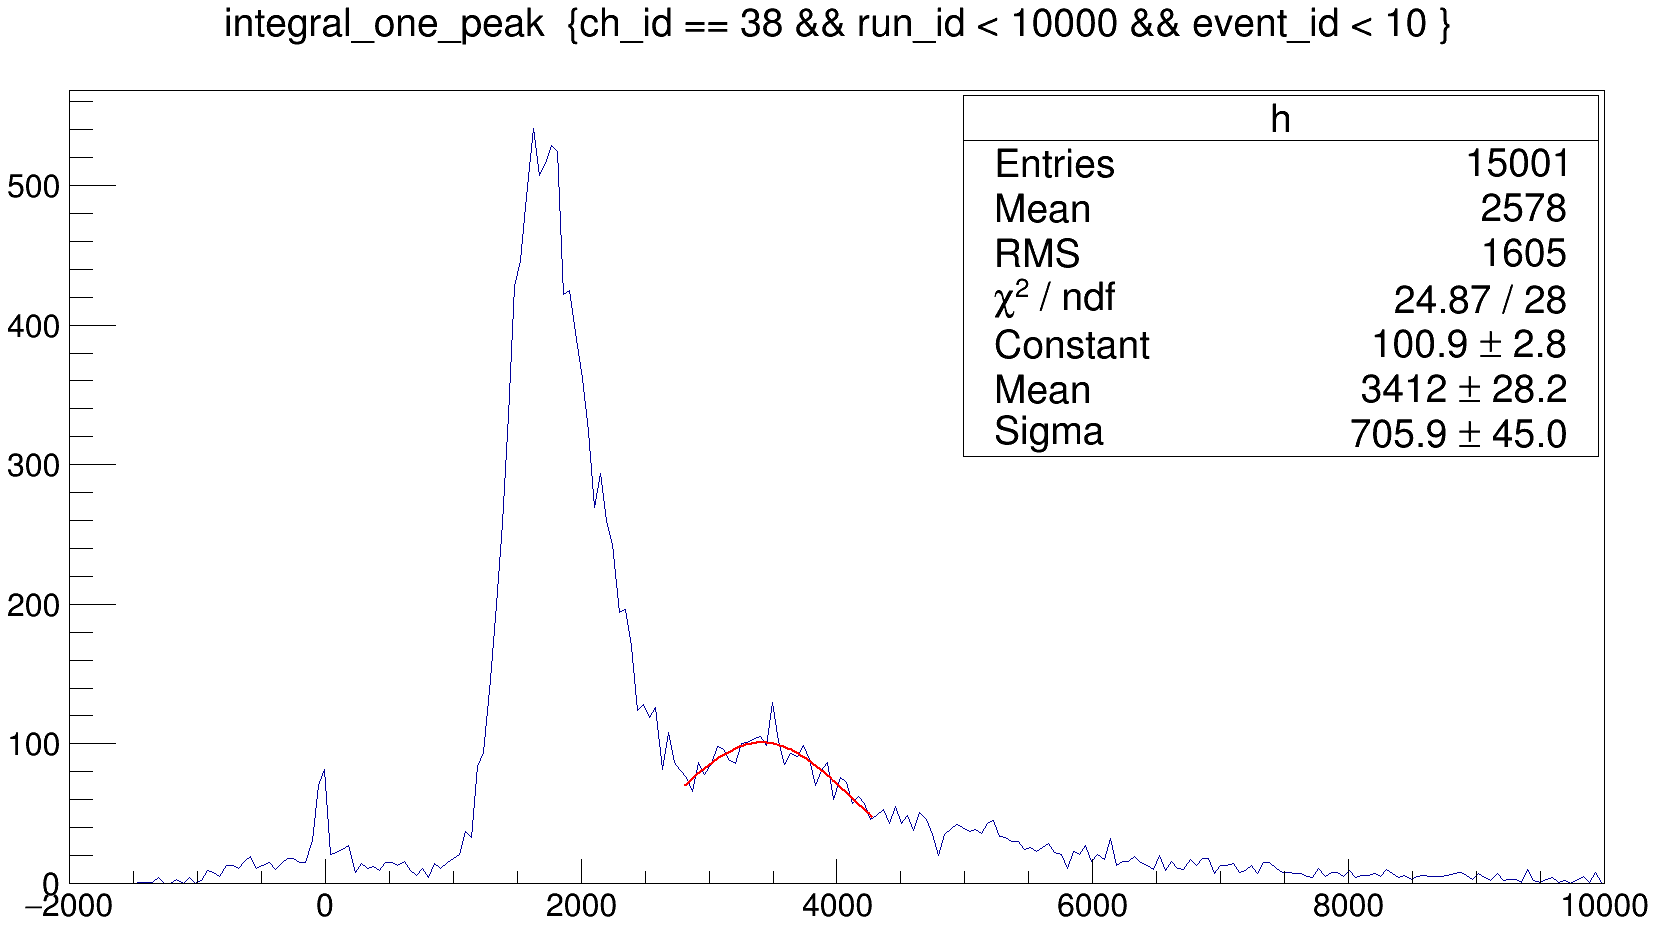 integral_one_peak {ch_id == 38 && run_id < 10000 && event_id < 10 }
h
Entries 15001
Mean 2578
RMS 1605
χ² / ndf 24.87 / 28
Constant 100.9 ± 2.8
Mean 3412 ± 28.2
Sigma 705.9 ± 45.0
500
400
300
200
100
0
−2000 0 2000 4000 6000 8000 10000